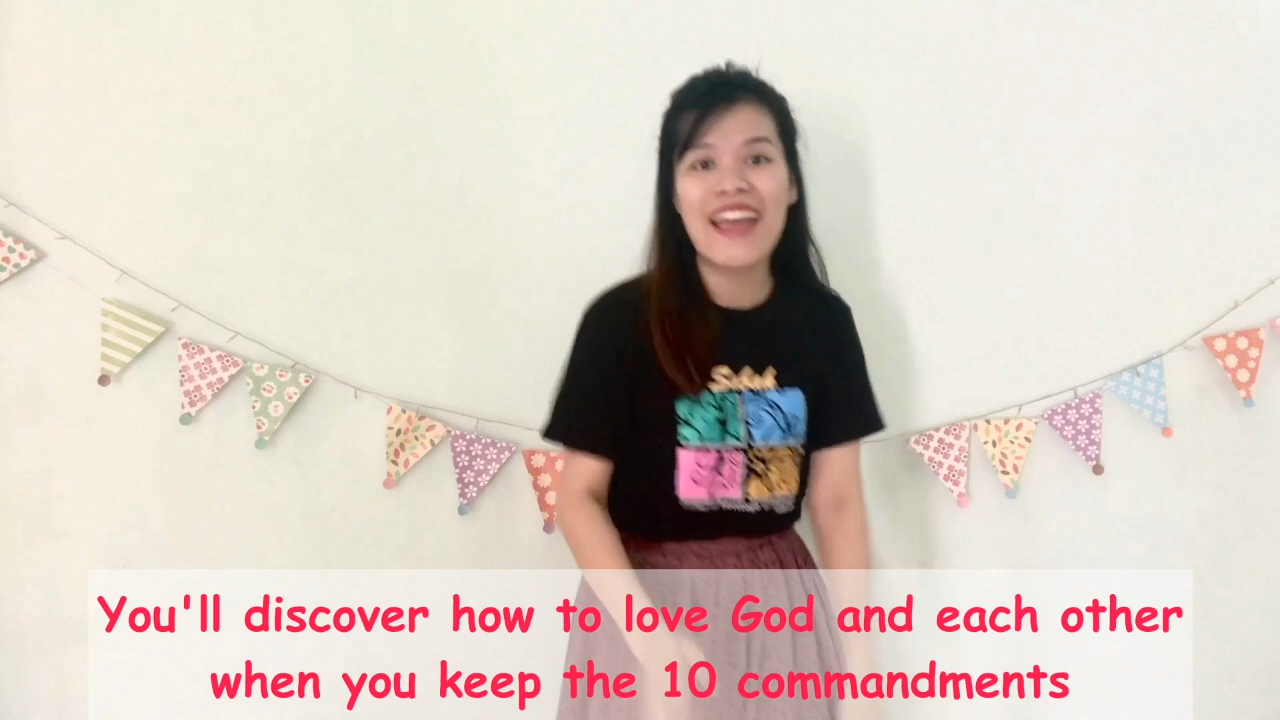 You'll discover how to love God and each other
when you keep the 10 commandments